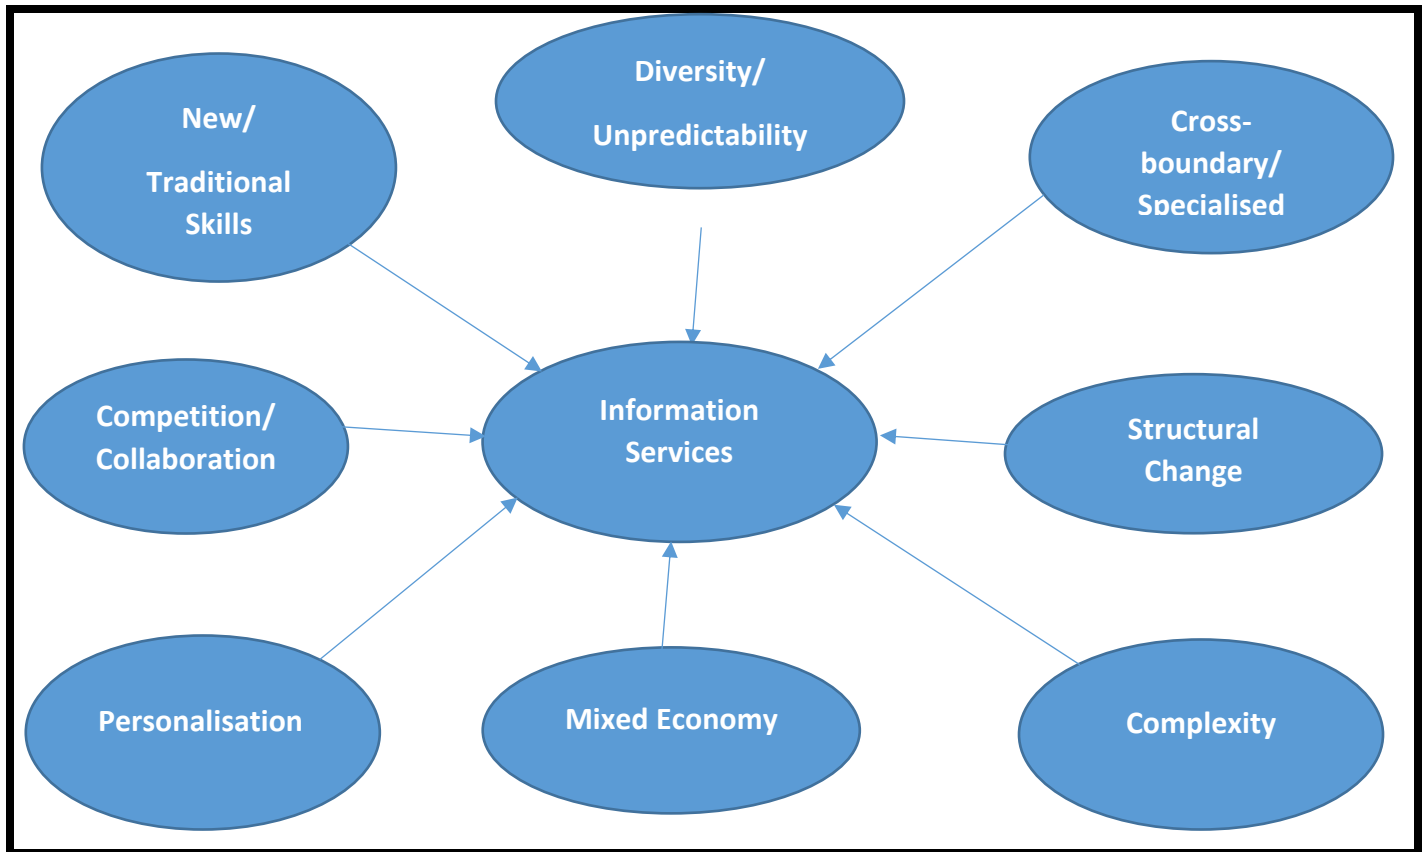 New/
Traditional
Skills
Diversity/
Unpredictability
Cross-
boundary/
Specialised
Competition/
Collaboration
Information
Services
Structural
Change
Personalisation
Mixed Economy
Complexity